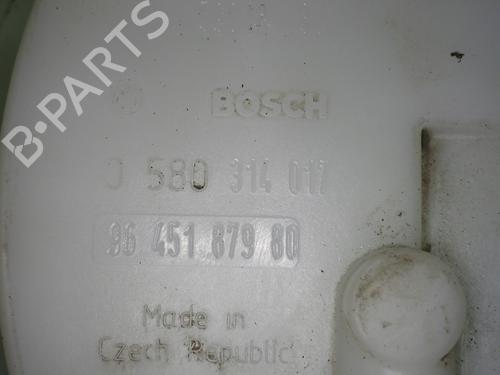 B-PARTS
BOSCH
0 580 314 017
96 451 879 80
Made in
Czech Republic